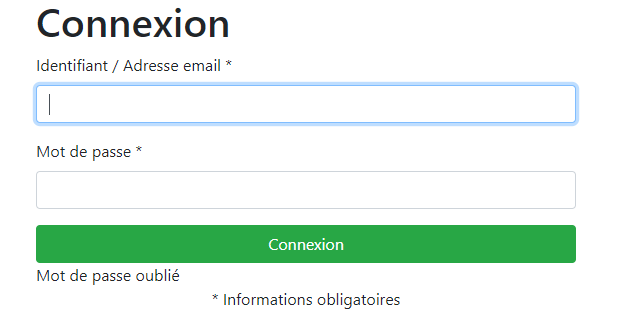 Connexion
Identifiant / Adresse email *
Mot de passe *
Connexion
Mot de passe oublié
* Informations obligatoires